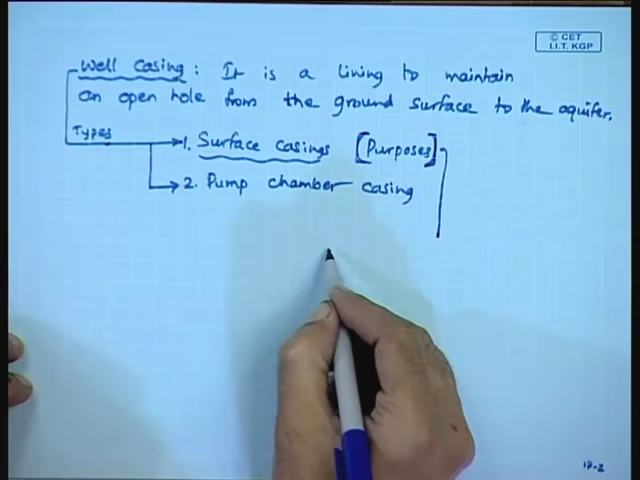 © CET
I.I.T. KGP
Well Casing : It is a lining to maintain
an open hole from the ground surface to the aquifer.
Types
1. Surface casings [Purposes]
2. Pump chamber casing
17-2